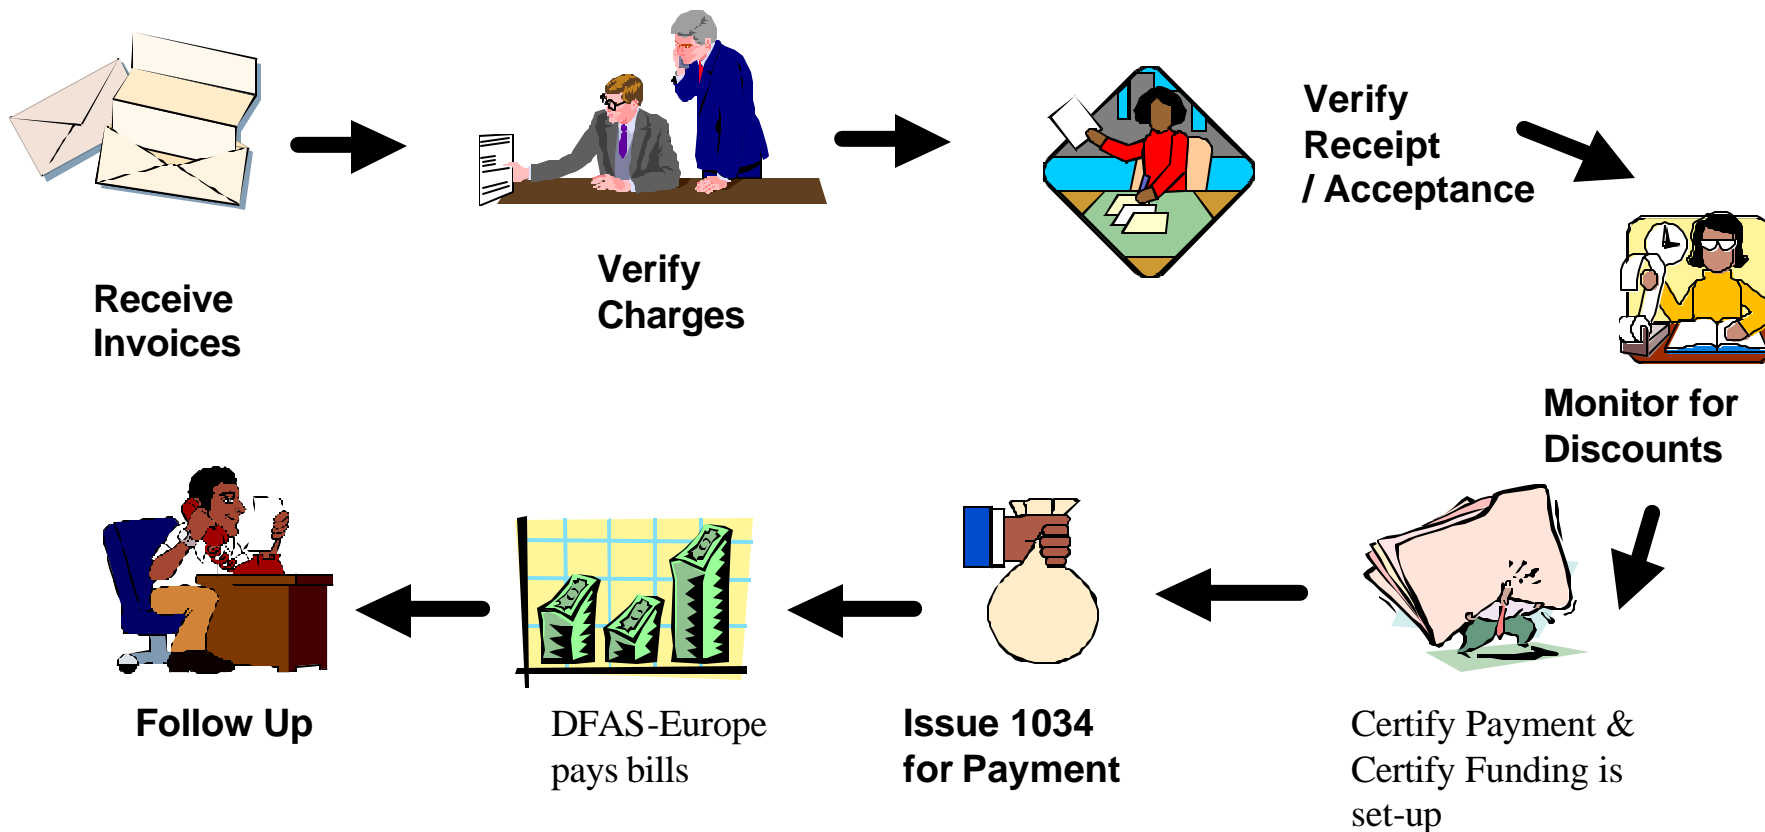 Receive
Invoices
Verify
Charges
Verify
Receipt
/ Acceptance
Monitor for
Discounts
Certify Payment &
Certify Funding is
set-up
Issue 1034
for Payment
DFAS-Europe
pays bills
Follow Up